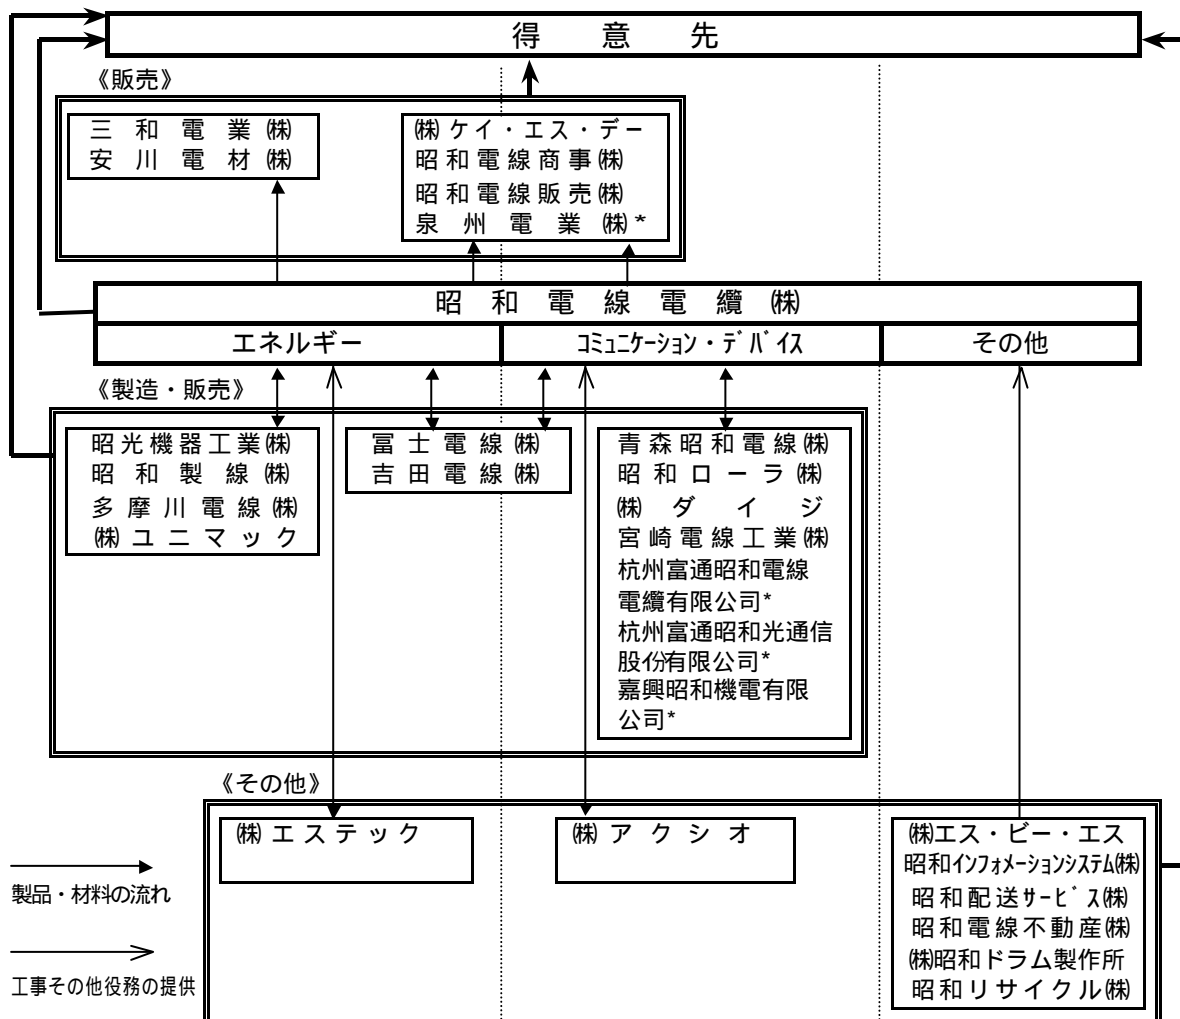 得意先
《販売》
三和電業㈱
安川電材㈱
㈱ケイ・エス・デー
昭和電線商事㈱
昭和電線販売㈱
泉州電業㈱*
昭和電線電纜㈱
エネルギー
コミュニケーション・デバイス
その他
《製造・販売》
昭光機器工業㈱
昭和製線㈱
多摩川電線㈱
㈱ユニマック
冨士電線㈱
吉田電線㈱
青森昭和電線㈱
昭和ローラ㈱
㈱ダイジ
宮崎電線工業㈱
杭州富通昭和電線
電纜有限公司*
杭州富通昭和光通信
股份有限公司*
嘉興昭和機電有限
公司*
《その他》
㈱エステック
㈱アクシオ
㈱エス・ビー・エス
昭和インフォメーションシステム㈱
昭和配送サービス㈱
昭和電線不動産㈱
㈱昭和ドラム製作所
昭和リサイクル㈱
製品・材料の流れ
工事その他役務の提供